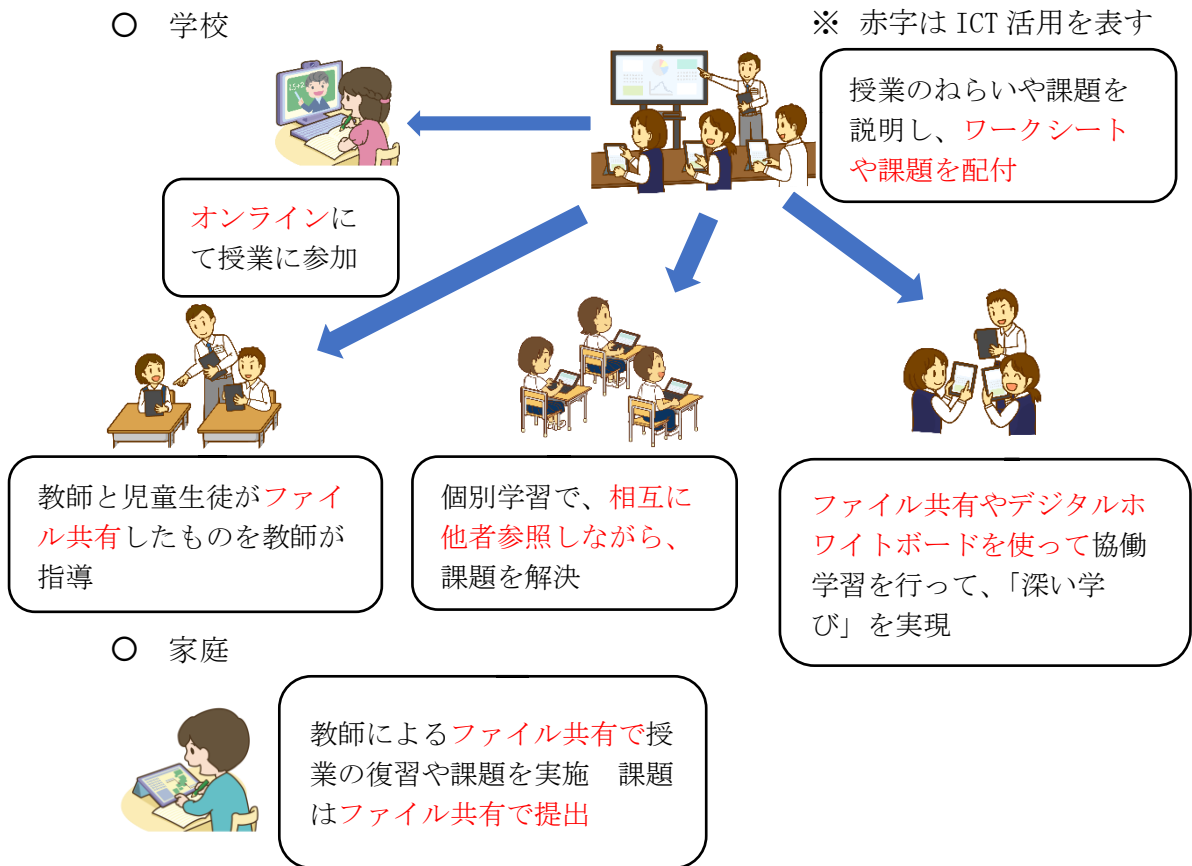 ○ 学校
※ 赤字は ICT 活用を表す
授業のねらいや課題を
説明し、ワークシート
や課題を配付
オンラインに
て授業に参加
教師と児童生徒がファイ
ル共有したものを教師が
指導
個別学習で、相互に
他者参照しながら、
課題を解決
ファイル共有やデジタルホ
ワイトボードを使って協働
学習を行って、「深い学
び」を実現
○ 家庭
教師によるファイル共有で授
業の復習や課題を実施　課題
はファイル共有で提出